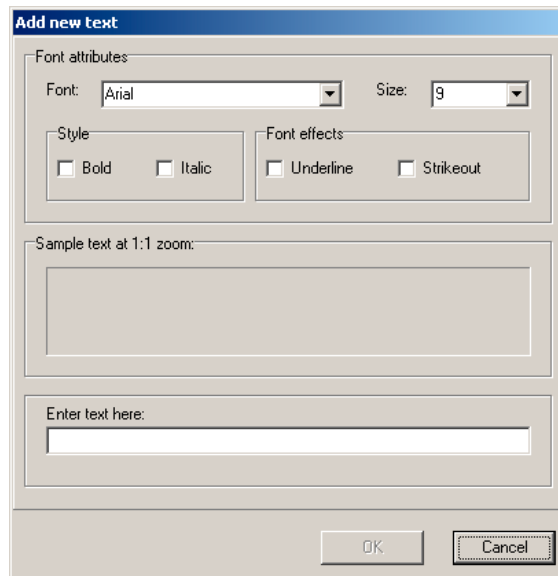 Add new text
Font attributes
Font: Arial Size: 9
Style Font effects
Bold Italic Underline Strikeout
Sample text at 1:1 zoom:
Enter text here:
OK Cancel